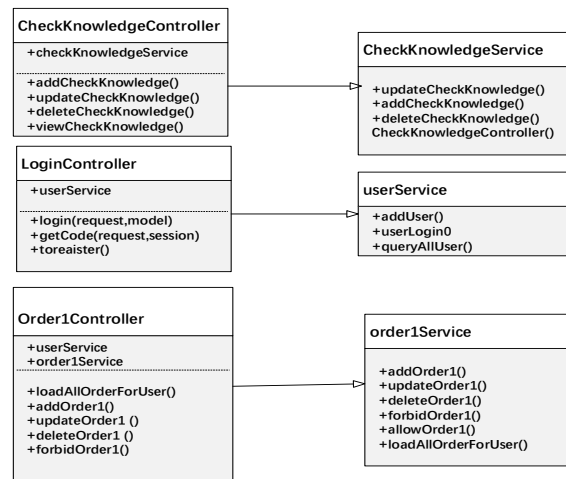 CheckKnowledgeController
+checkKnowledgeService
+addCheckKnowledge()
+updateCheckKnowledge()
+deleteCheckKnowledge()
+viewCheckKnowledge()
CheckKnowledgeService
+updateCheckKnowledge()
+addCheckKnowledge()
+deleteCheckKnowledge()
CheckKnowledgeController()
LoginController
+userService
+login(request,model)
+getCode(request,session)
+toreaister()
userService
+addUser()
+userLogin0
+queryAllUser()
Order1Controller
+userService
+order1Service
+loadAllOrderForUser()
+addOrder1()
+updateOrder1 ()
+deleteOrder1 ()
+forbidOrder1()
order1Service
+addOrder1()
+updateOrder1()
+deleteOrder1()
+forbidOrder1()
+allowOrder1()
+loadAllOrderForUser()